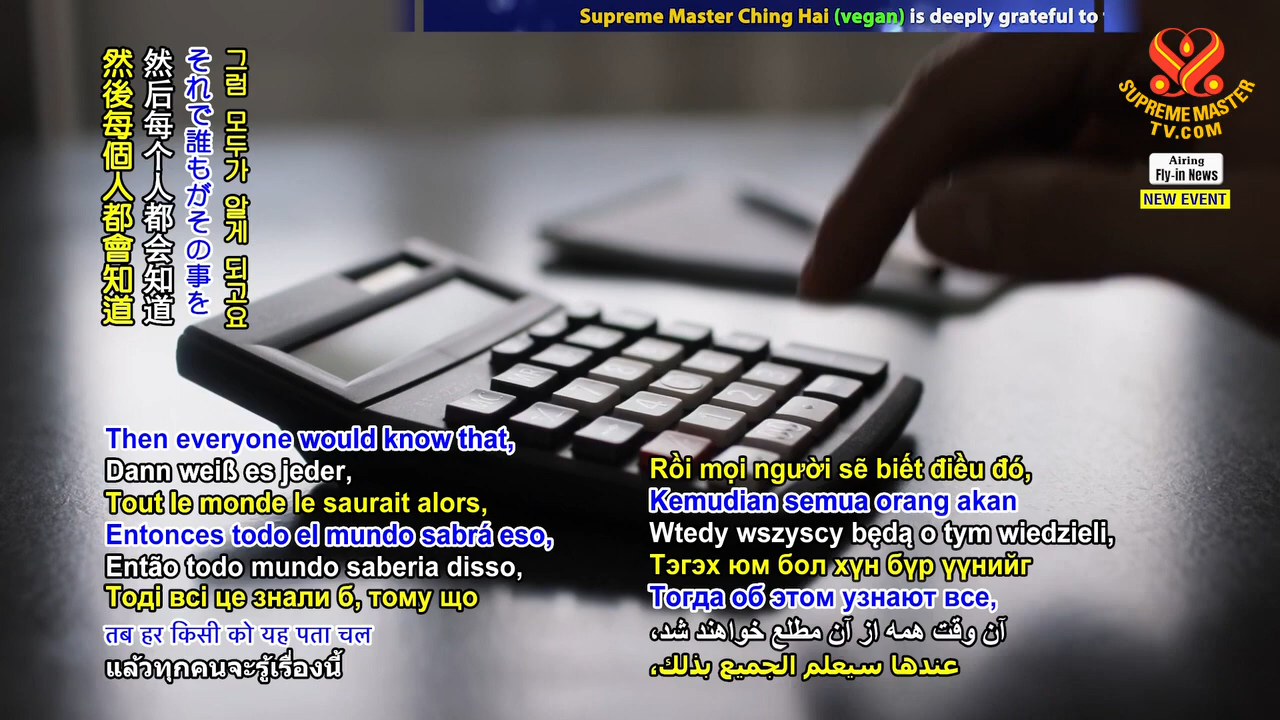 Supreme Master Ching Hai (vegan) is deeply grateful to
SUPREME MASTER
TV.COM
Airing
Fly-in News
NEW EVENT
然後每個人都會知道
然后每个人都会知道
それで誰もがその事を
그럼 모두가 알게 되고요
Then everyone would know that,
Dann weiß es jeder,
Tout le monde le saurait alors,
Entonces todo el mundo sabrá eso,
Então todo mundo saberia disso,
Тоді всі це знали б, тому що
तब हर किसी को यह पता चल
แล้วทุกคนจะรู้เรื่องนี้
Rồi mọi người sẽ biết điều đó,
Kemudian semua orang akan
Wtedy wszyscy będą o tym wiedzieli,
Тэгэх юм бол хүн бүр үүнийг
Тогда об этом узнают все,
آن وقت همه از آن مطلع خواهند شد،
عندها سيعلم الجميع بذلك،